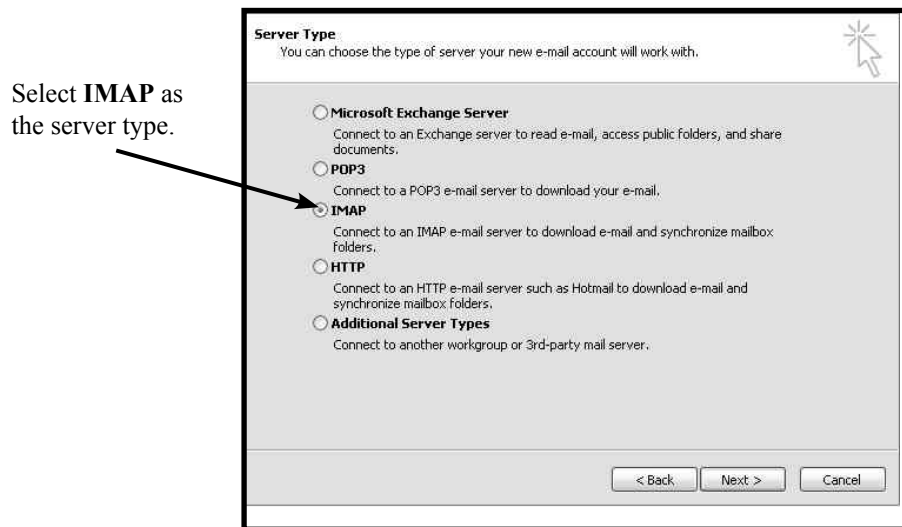 Server Type
You can choose the type of server your new e-mail account will work with.
Select IMAP as
the server type.
Microsoft Exchange Server
Connect to an Exchange server to read e-mail, access public folders, and share
documents.
POP3
Connect to a POP3 e-mail server to download your e-mail.
IMAP
Connect to an IMAP e-mail server to download e-mail and synchronize mailbox
folders.
HTTP
Connect to an HTTP e-mail server such as Hotmail to download e-mail and
synchronize mailbox folders.
Additional Server Types
Connect to another workgroup or 3rd-party mail server.
< Back Next > Cancel